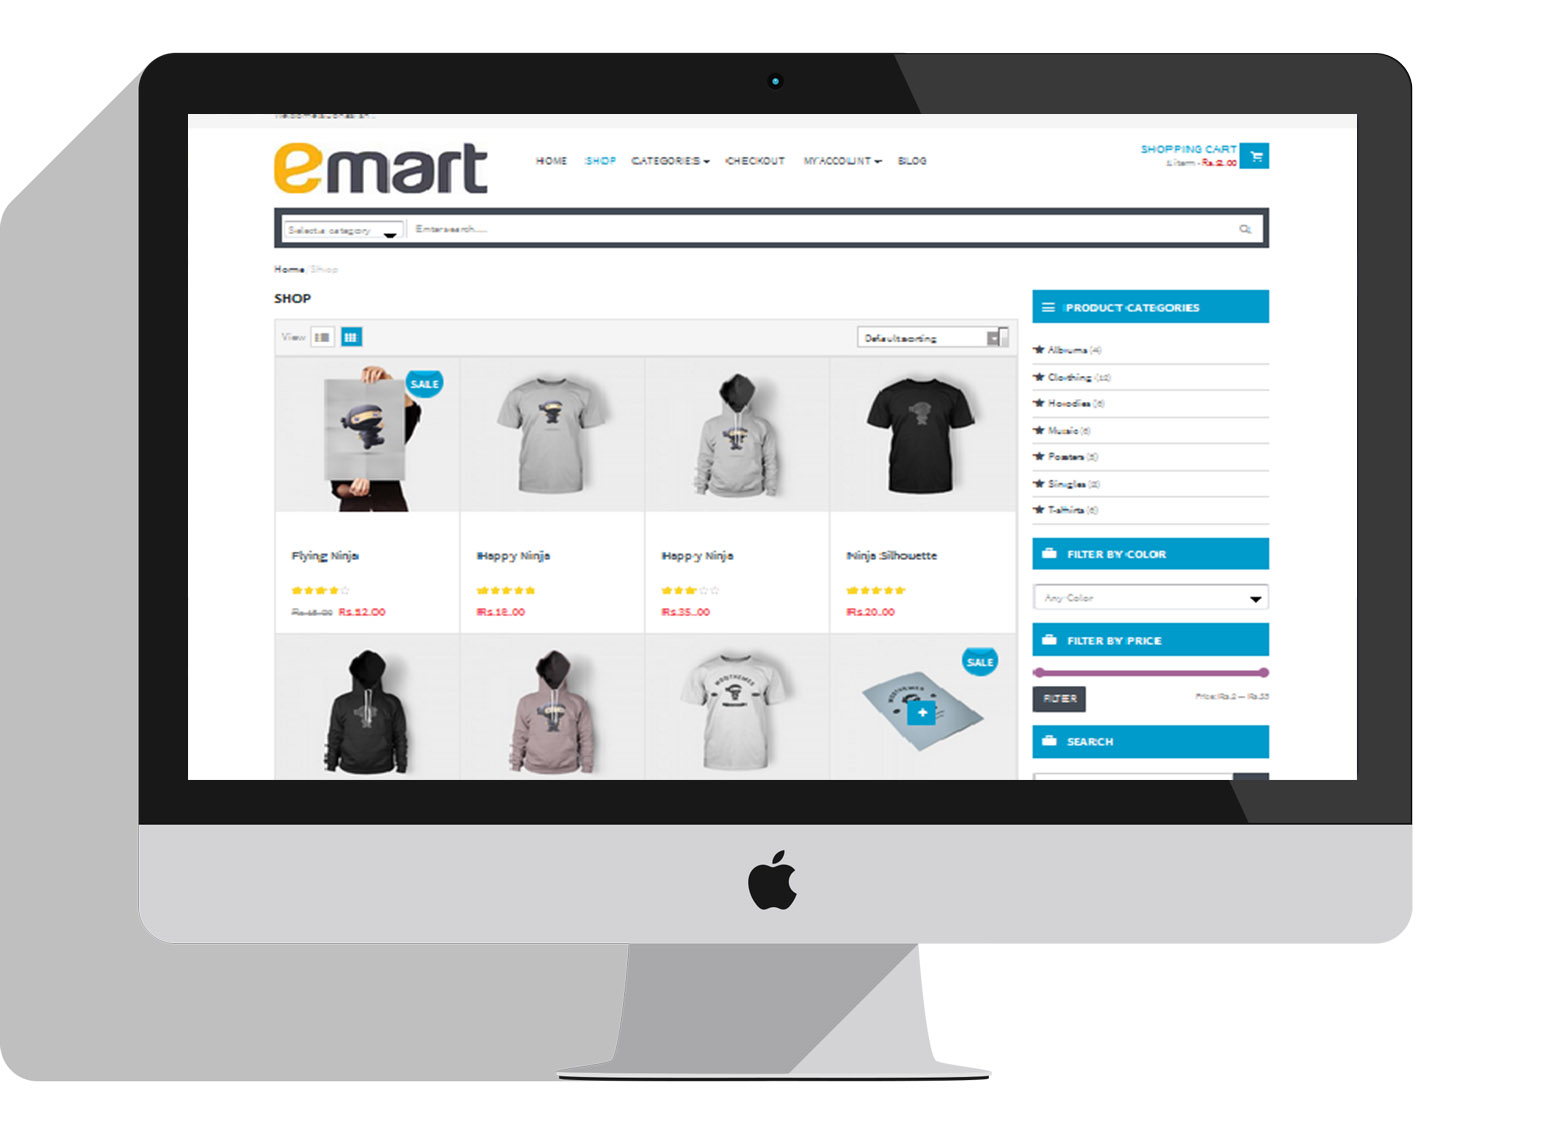 emart
HOME SHOP CATEGORIES CHECKOUT MY ACCOUNT BLOG
SHOPPING CART
item - Rs.2.00
Select a category Enter search....
Home / Shop
SHOP
PRODUCT CATEGORIES
View
Default sorting
Albums (4)
Clothing (12)
Hoodies (6)
Music (6)
Posters (5)
Singles (2)
T-shirts (6)
SALE
Flying Ninja
Happy Ninja
Happy Ninja
Ninja Silhouette
Rs.15.00 Rs.12.00
Rs.18.00
Rs.35.00
Rs.20.00
FILTER BY COLOR
Any Color
FILTER BY PRICE
FILTER
Price: Rs.2 — Rs.35
SEARCH
WOOTHEMES
SALE